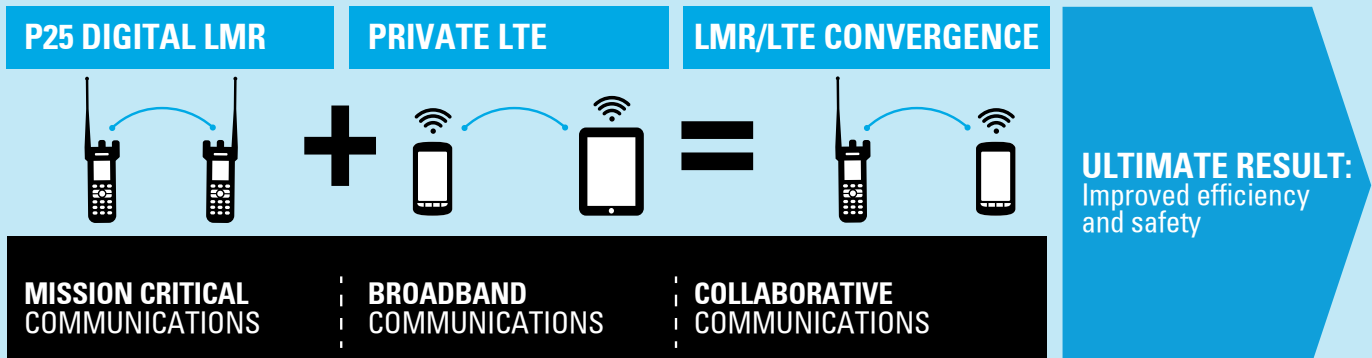 P25 DIGITAL LMR
PRIVATE LTE
LMR/LTE CONVERGENCE
MISSION CRITICAL
COMMUNICATIONS
BROADBAND
COMMUNICATIONS
COLLABORATIVE
COMMUNICATIONS
ULTIMATE RESULT:
Improved efficiency
and safety